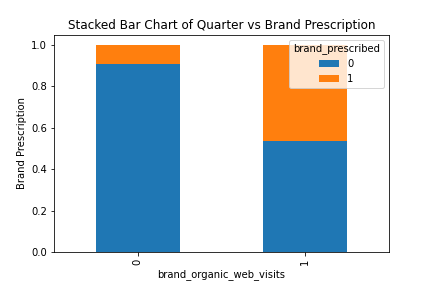 Stacked Bar Chart of Quarter vs Brand Prescription
brand_prescribed
0
1
Brand Prescription
1.0
0.8
0.6
0.4
0.2
0.0
0
1
brand_organic_web_visits